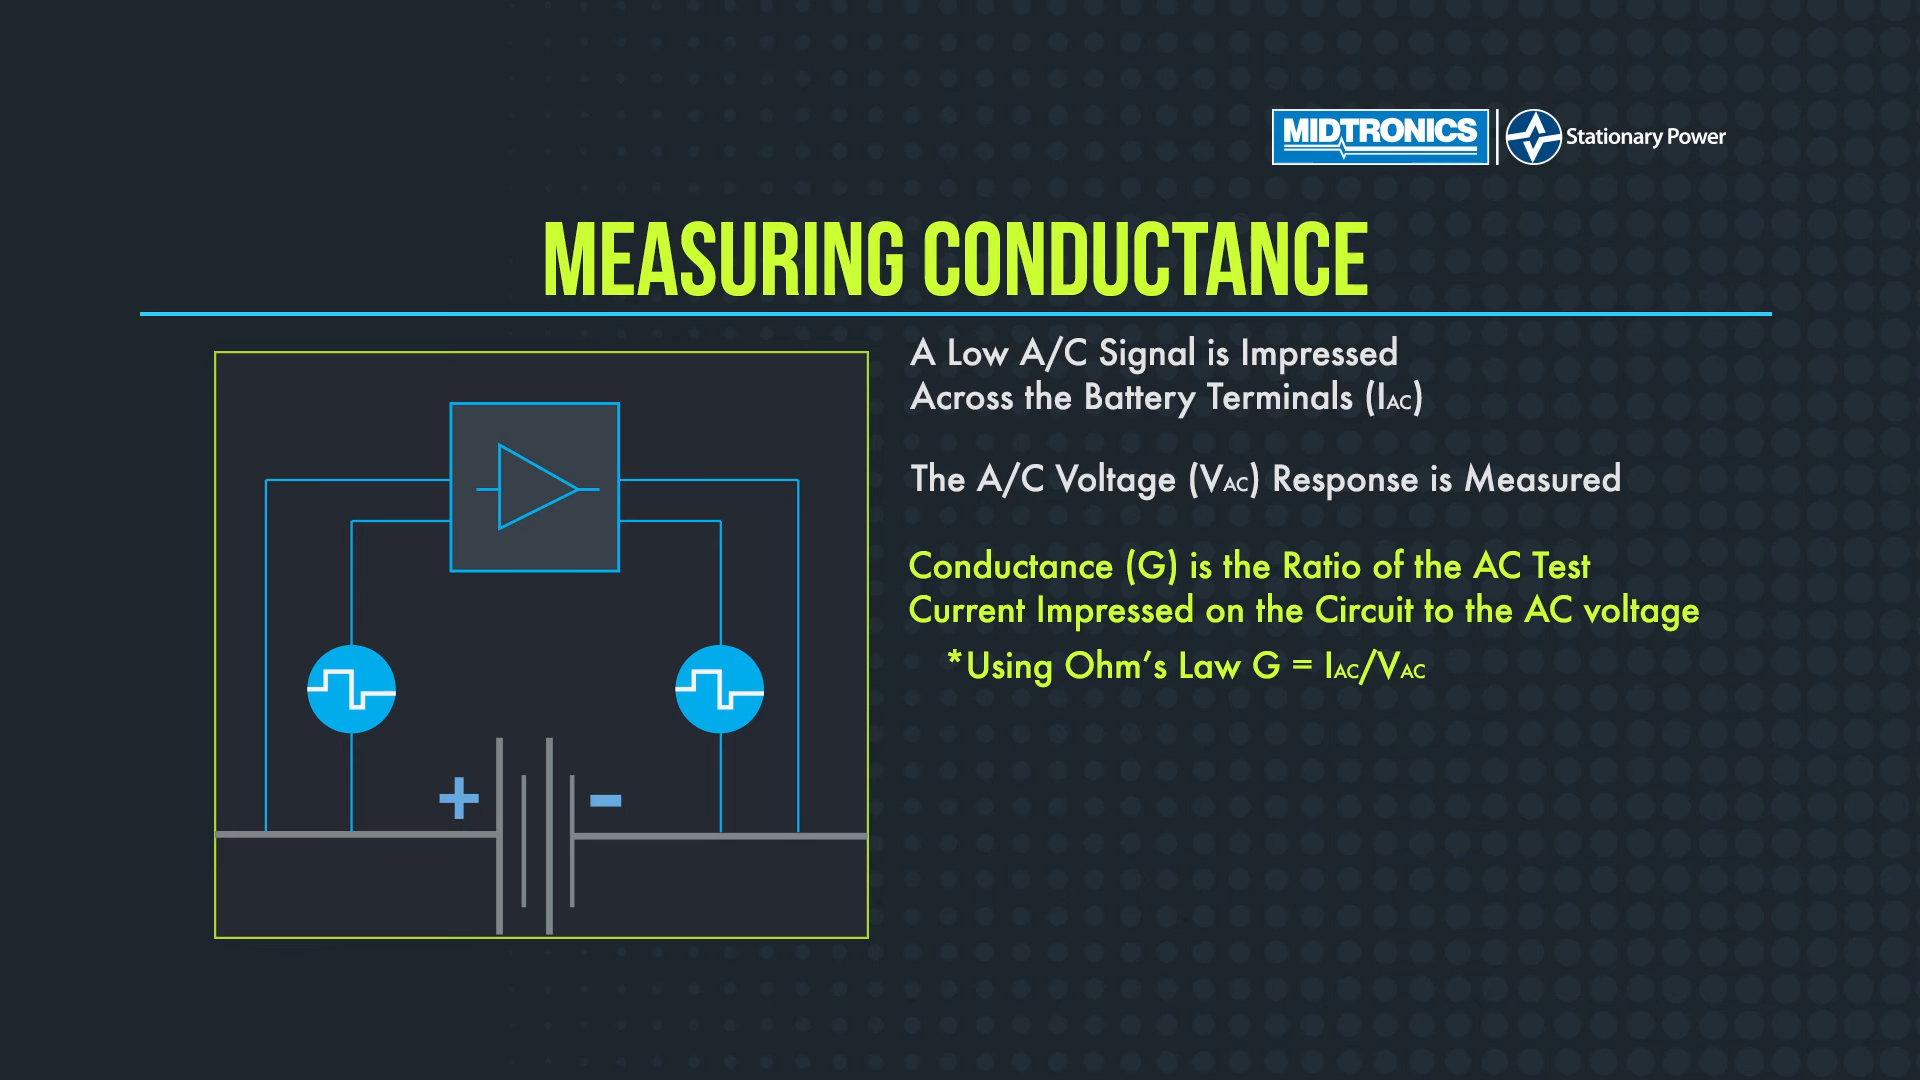 MIDTRONICS
Stationary Power
MEASURING CONDUCTANCE
A Low A/C Signal is Impressed
Across the Battery Terminals (IAC)
The A/C Voltage (VAC) Response is Measured
Conductance (G) is the Ratio of the AC Test
Current Impressed on the Circuit to the AC voltage
*Using Ohm's Law G = IAC/VAC
+ -